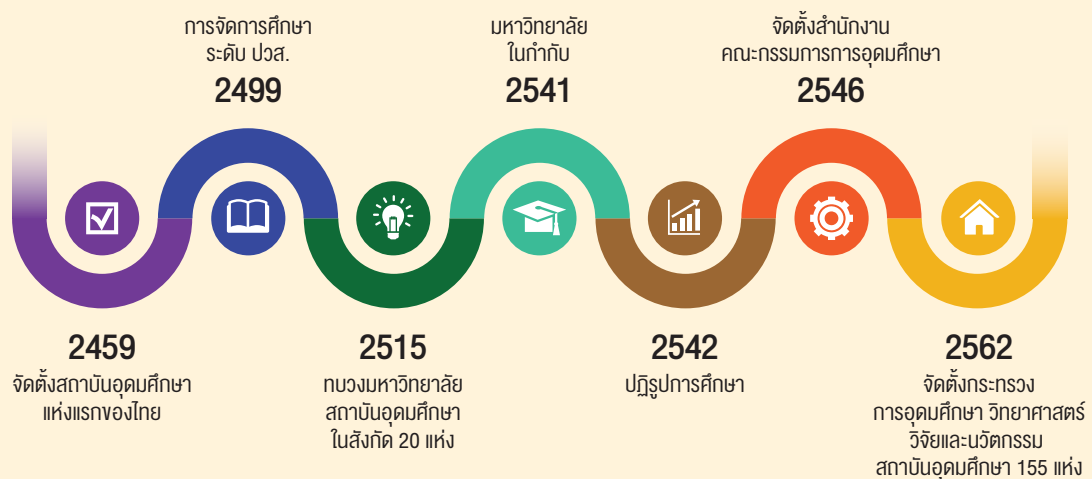 การจัดการศึกษา
ระดับ ปวส.
2499
มหาวิทยาลัย
ในกำกับ
2541
จัดตั้งสำนักงาน
คณะกรรมการการอุดมศึกษา
2546
2459
จัดตั้งสถาบันอุดมศึกษา
แห่งแรกของไทย
2515
ทบวงมหาวิทยาลัย
สถาบันอุดมศึกษา
ในสังกัด 20 แห่ง
2542
ปฏิรูปการศึกษา
2562
จัดตั้งกระทรวง
การอุดมศึกษา วิทยาศาสตร์
วิจัยและนวัตกรรม
สถาบันอุดมศึกษา 155 แห่ง